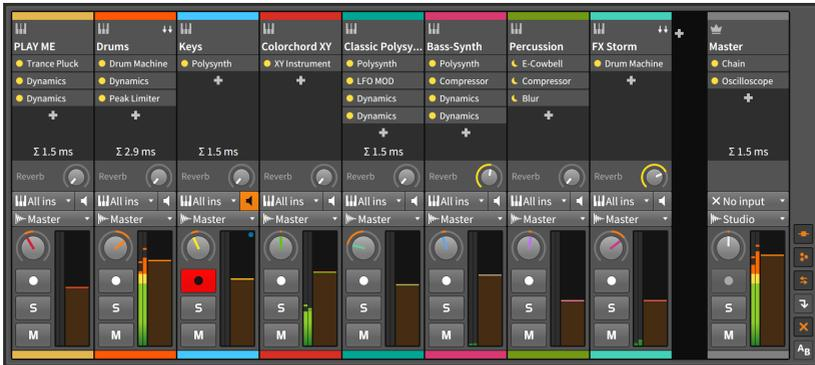 PLAY ME
Trance Pluck
Dynamics
Dynamics
Σ 1.5 ms
Reverb
All ins
Master
S
M
Drums
Drum Machine
Dynamics
Peak Limiter
Σ 2.9 ms
Reverb
All ins
Master
S
M
Keys
Polysynth
Σ 1.5 ms
Reverb
All ins
Master
S
M
Colorchord XY
XY Instrument
Reverb
All ins
Master
S
M
Classic Polysy...
Polysynth
LFO MOD
Dynamics
Dynamics
Σ 1.5 ms
Reverb
All ins
Master
S
M
Bass-Synth
Polysynth
Compressor
Dynamics
Dynamics
Reverb
All ins
Master
S
M
Percussion
E-Cowbell
Compressor
Blur
Reverb
All ins
Master
S
M
FX Storm
Drum Machine
Reverb
All ins
Master
S
M
Master
Chain
Oscilloscope
Σ 1.5 ms
No input
Studio
S
M
AB